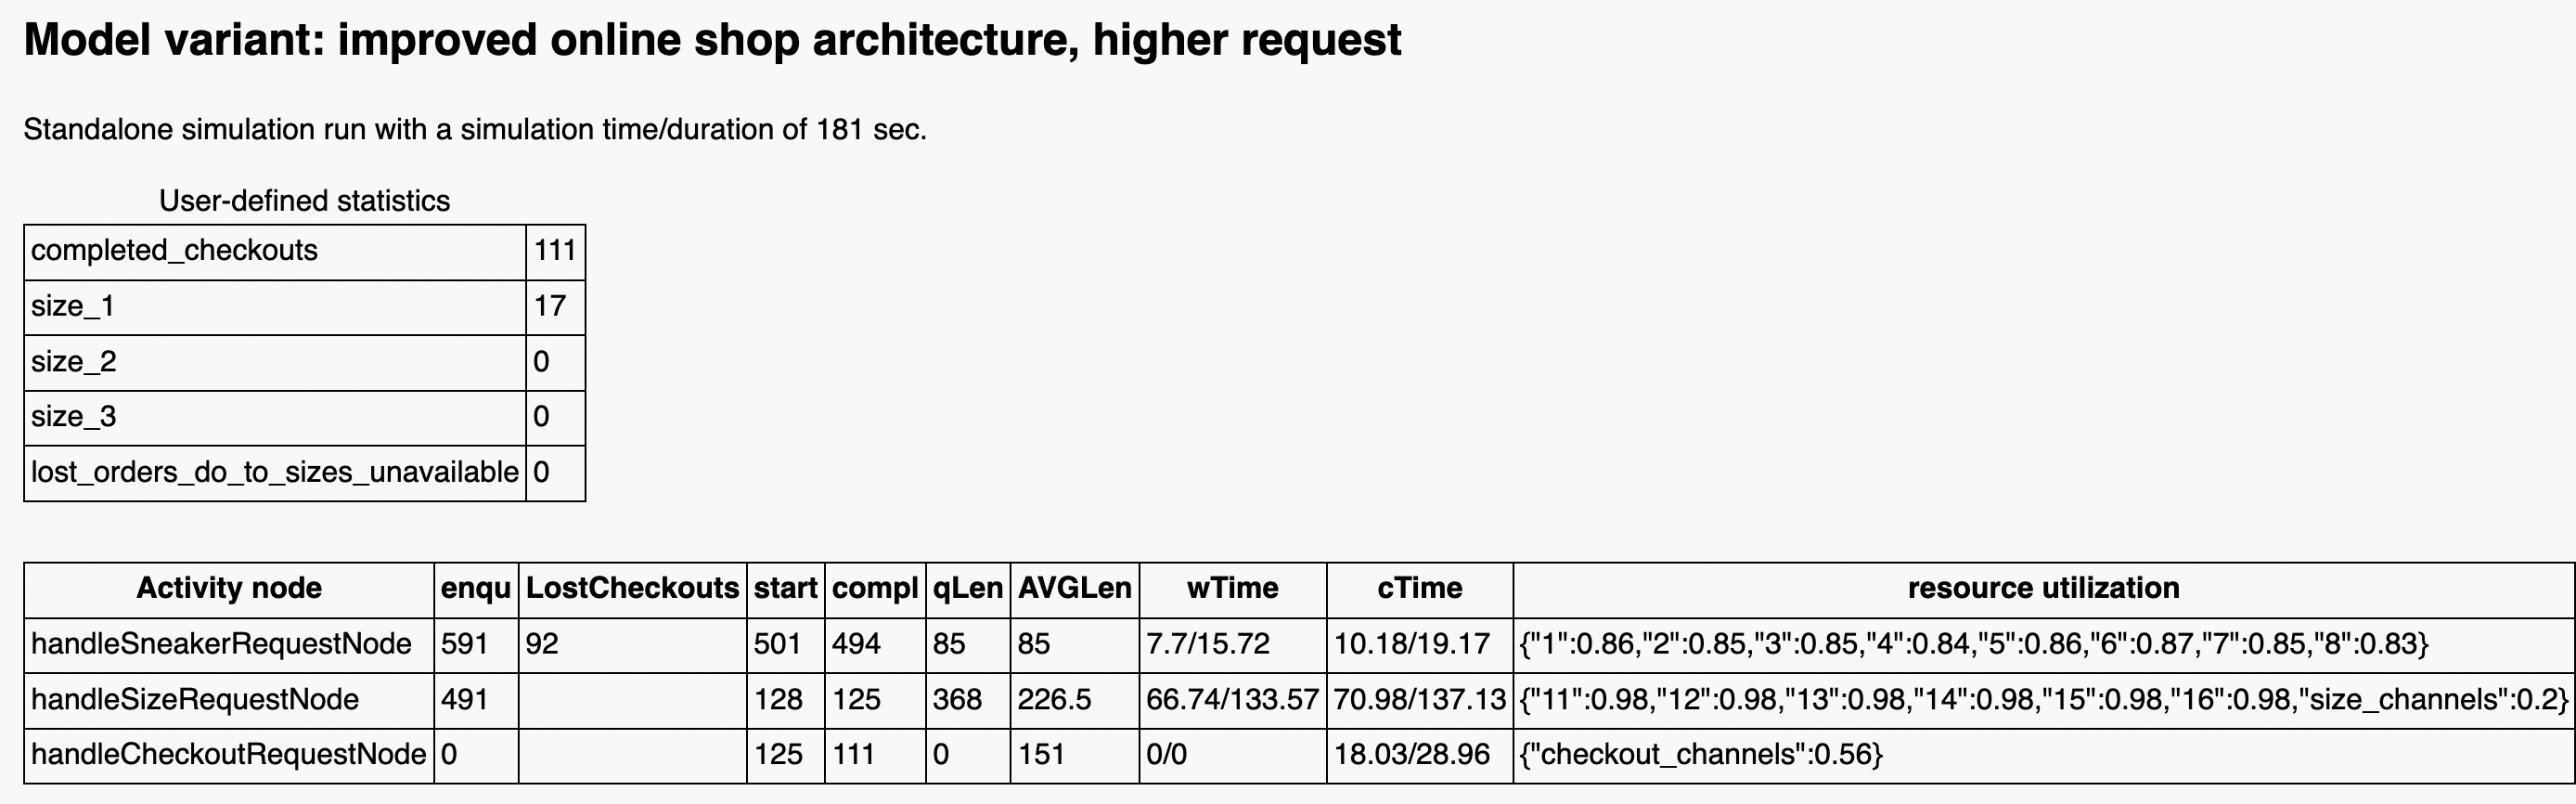 Model variant: improved online shop architecture, higher request
Standalone simulation run with a simulation time/duration of 181 sec.
User-defined statistics
completed_checkouts 111
size_1 17
size_2 0
size_3 0
lost_orders_do_to_sizes_unavailable 0
Activity node enqu LostCheckouts start compl qLen AVGLen wTime cTime resource utilization
handleSneakerRequestNode 591 92 501 494 85 85 7.7/15.72 10.18/19.17 {"1":0.86,"2":0.85,"3":0.85,"4":0.84,"5":0.86,"6":0.87,"7":0.85,"8":0.83}
handleSizeRequestNode 491 128 125 368 226.5 66.74/133.57 70.98/137.13 {"11":0.98,"12":0.98,"13":0.98,"14":0.98,"15":0.98,"16":0.98,"size_channels":0.2}
handleCheckoutRequestNode 0 125 111 0 151 0/0 18.03/28.96 {"checkout_channels":0.56}